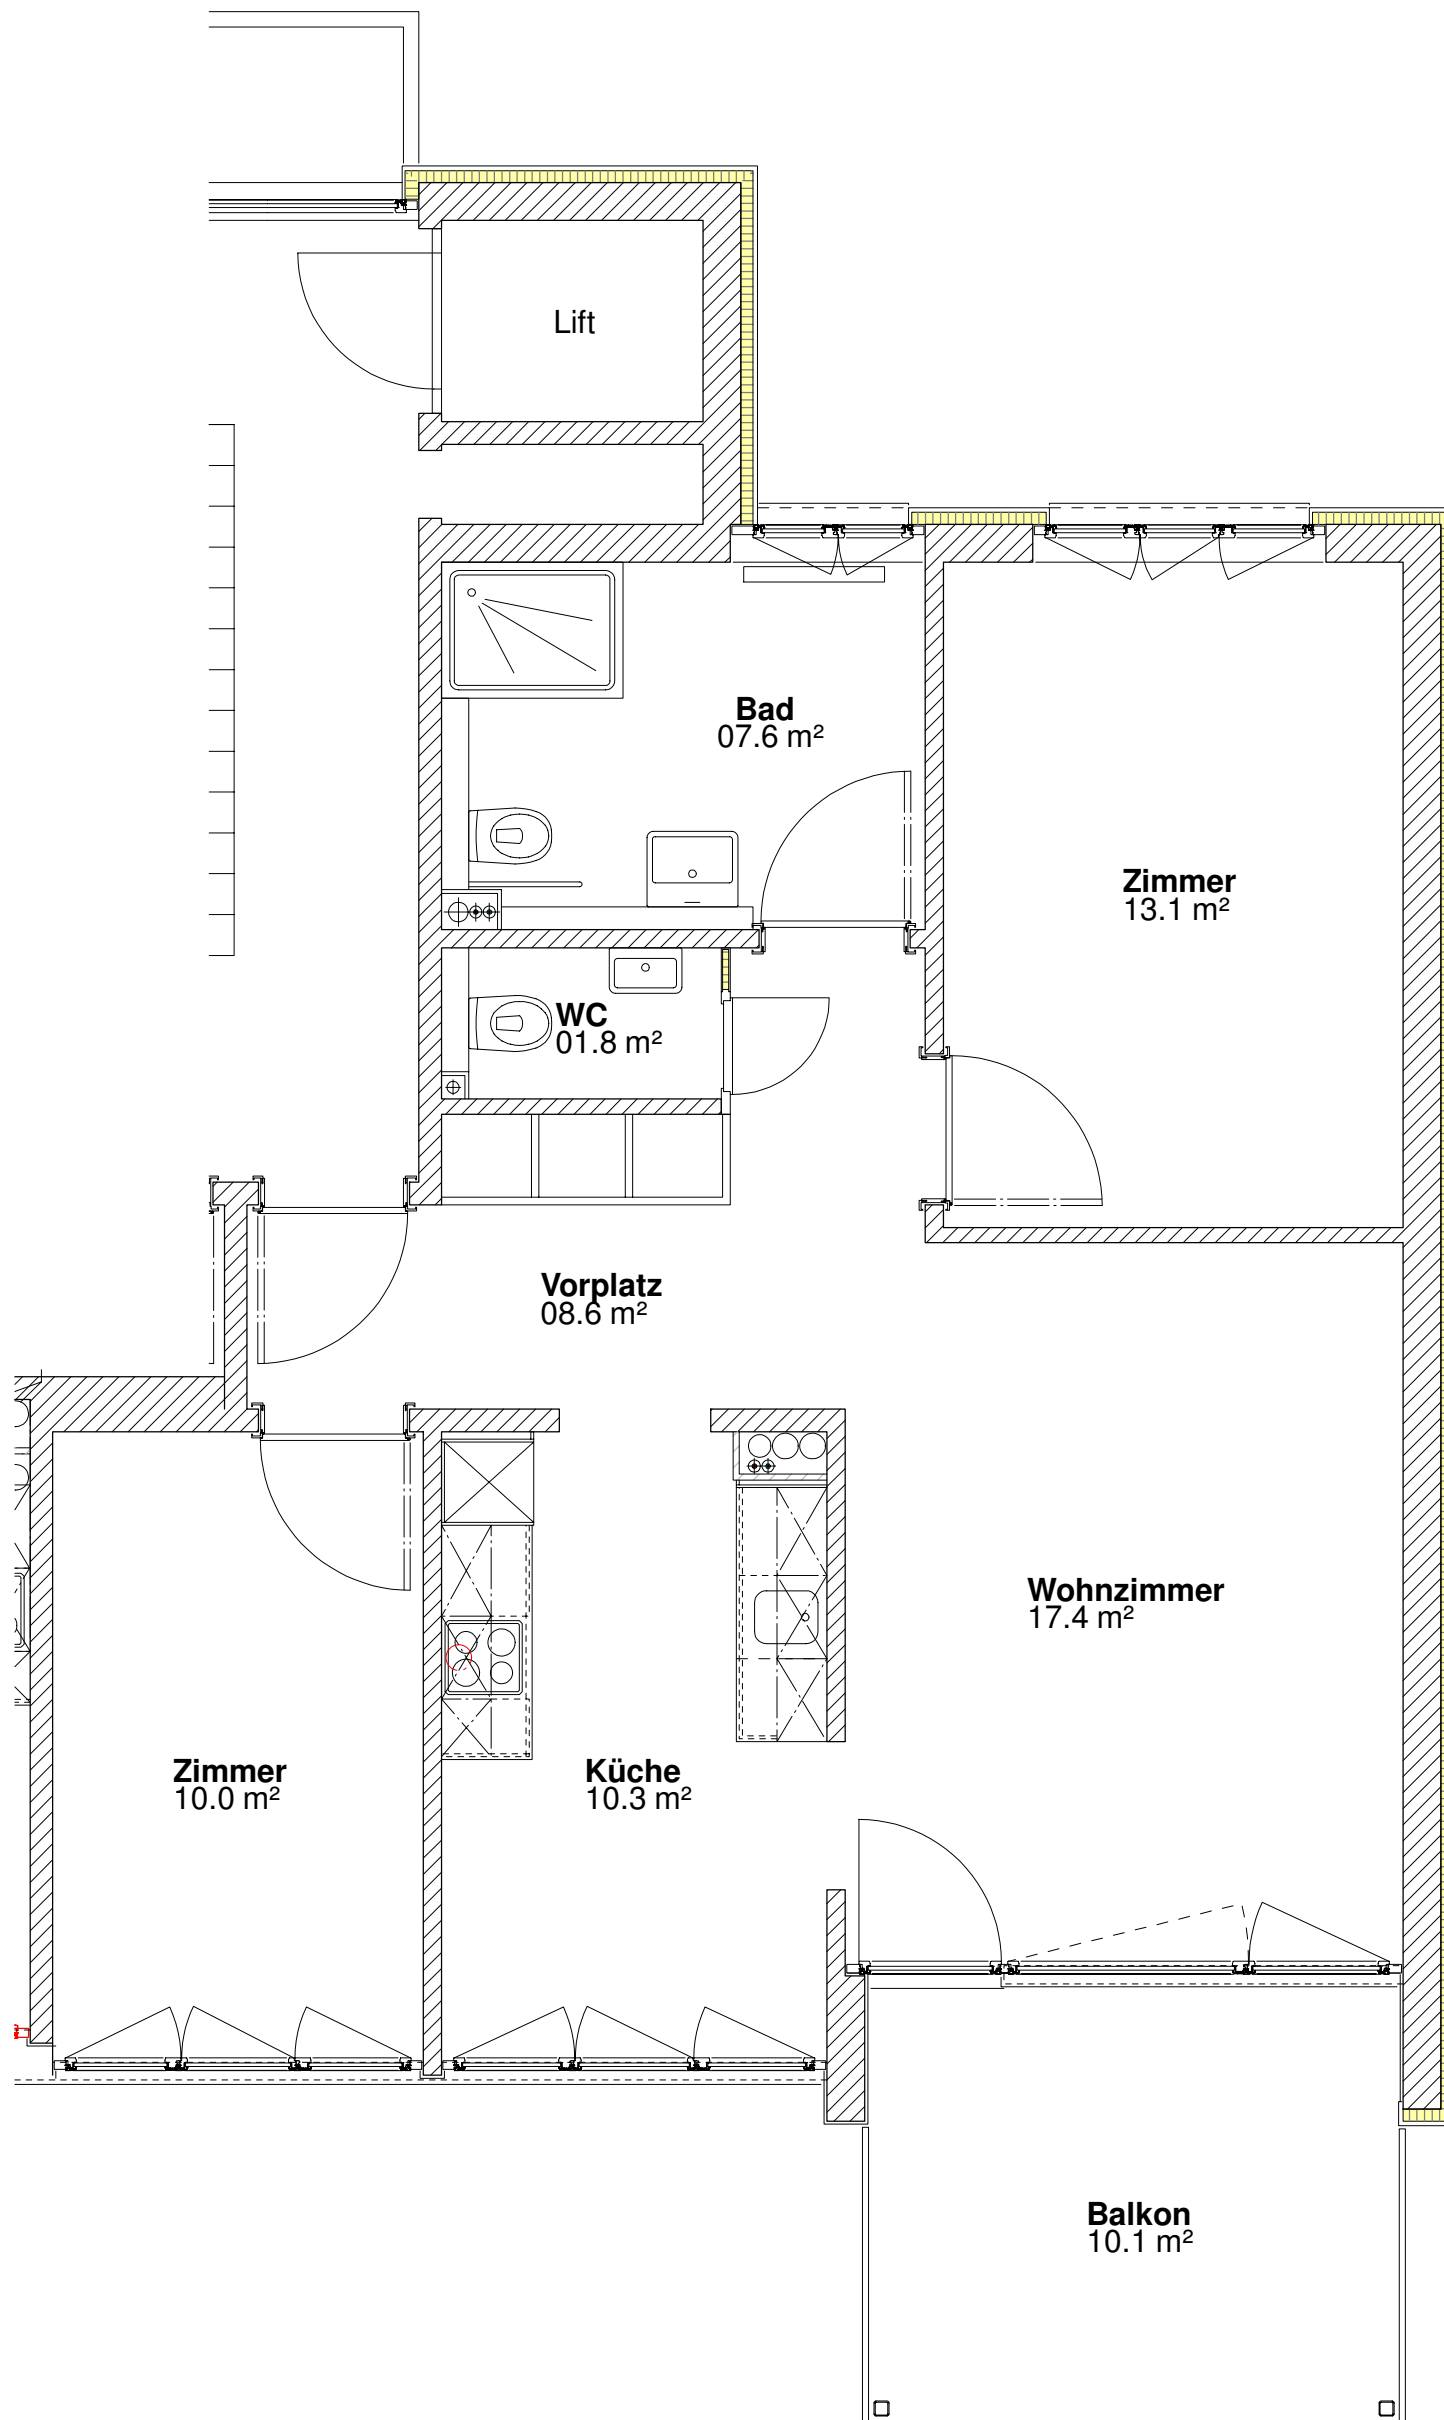 Lift
Bad
07.6 m²
Zimmer
13.1 m²
WC
01.8 m²
Vorplatz
08.6 m²
Wohnzimmer
17.4 m²
Zimmer
10.0 m²
Küche
10.3 m²
Balkon
10.1 m²